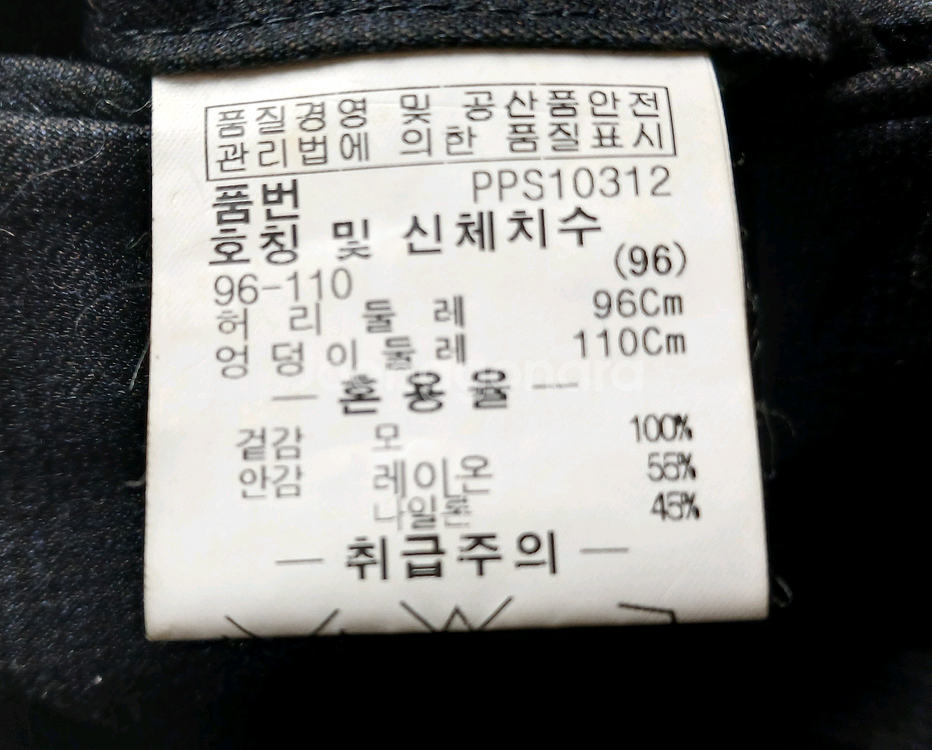 품질경영 및 공산품안전
관리법에 의한 품질표시
품번 PPS10312
호칭 및 신체치수
(96)
96-110
허 리 둘 레 96Cm
엉 덩 이 둘 레 110Cm
— 혼 용 율 —
겉감 모 100%
안감 레이온 55%
나일론 45%
— 취급주의 —